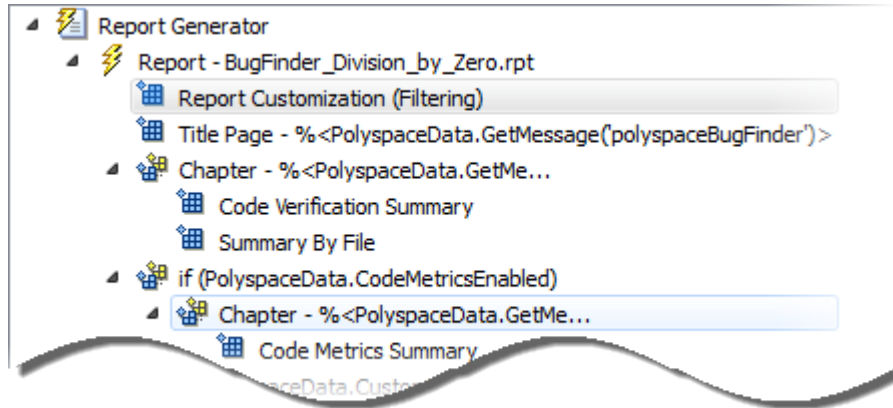 Report Generator
Report - BugFinder_Division_by_Zero.rpt
Report Customization (Filtering)
Title Page - %<PolyspaceData.GetMessage('polyspaceBugFinder')>
Chapter - %<PolyspaceData.GetMe...
Code Verification Summary
Summary By File
if (PolyspaceData.CodeMetricsEnabled)
Chapter - %<PolyspaceData.GetMe...
Code Metrics Summary